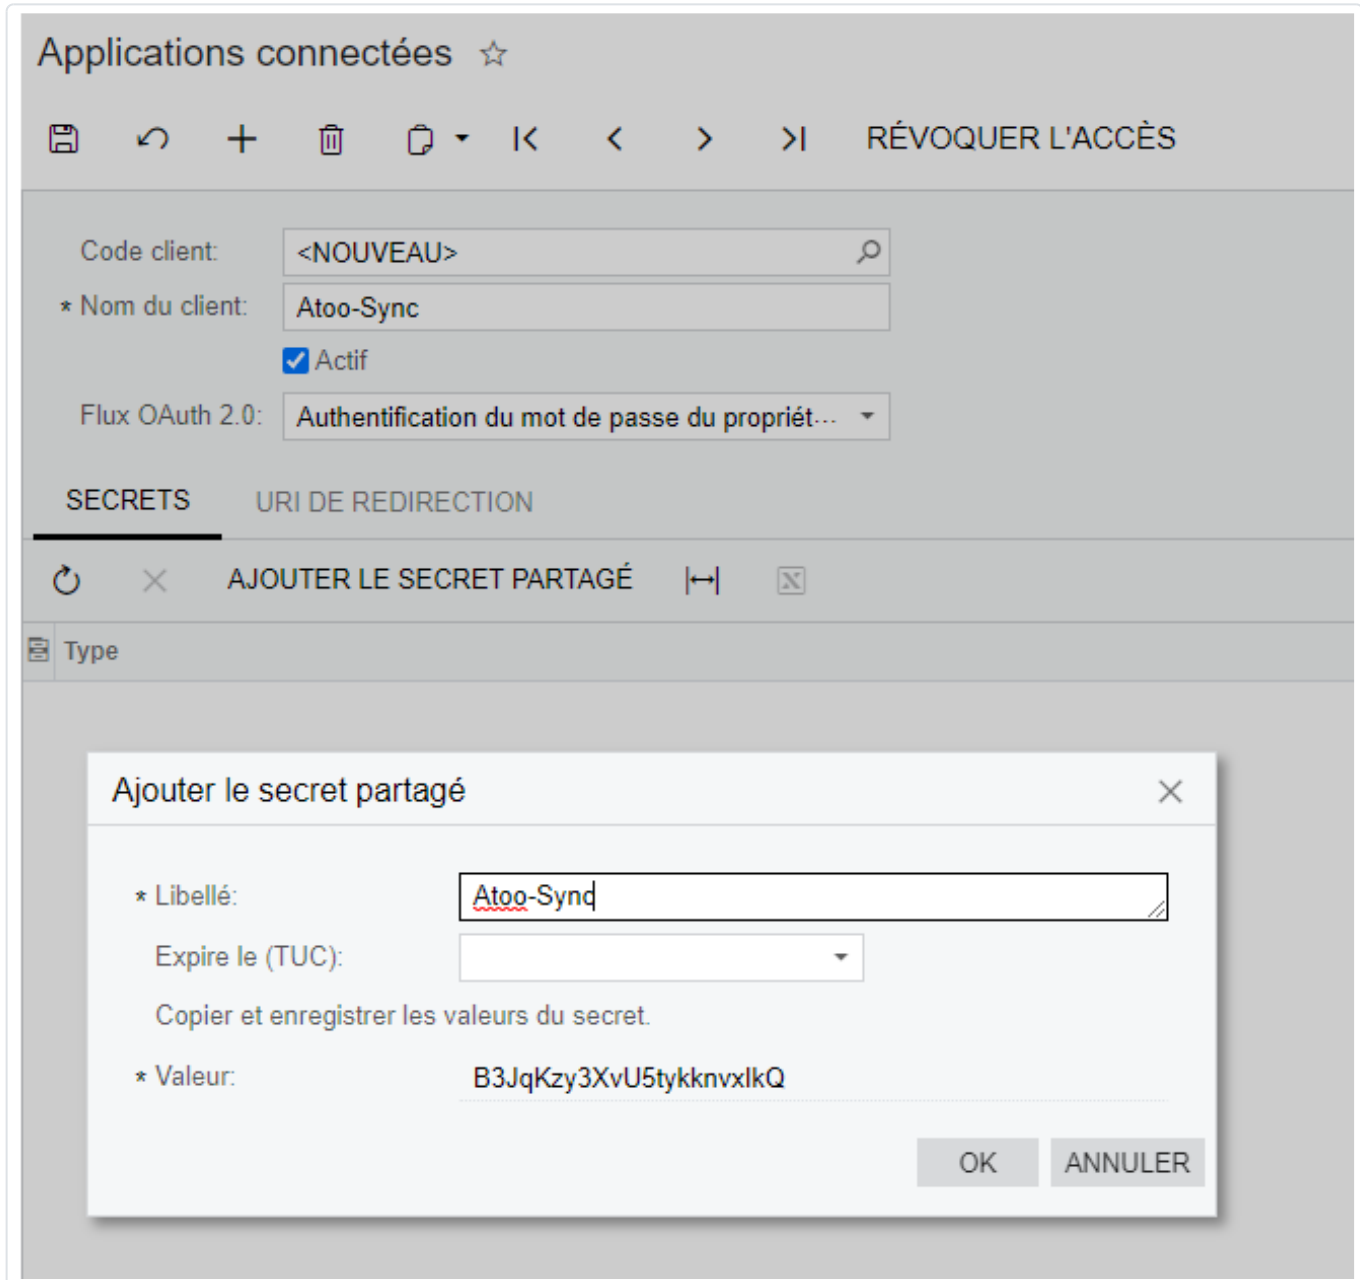 Applications connectées
RÉVOQUER L'ACCÈS
Code client: <NOUVEAU>
* Nom du client: Atoo-Sync
Actif
Flux OAuth 2.0: Authentification du mot de passe du propriét...
SECRETS URI DE REDIRECTION
AJOUTER LE SECRET PARTAGÉ
Type
Ajouter le secret partagé
* Libellé: Atoo-Sync
Expire le (TUC):
Copier et enregistrer les valeurs du secret.
* Valeur: B3JqKzy3XvU5tykknvxlkQ
OK ANNULER